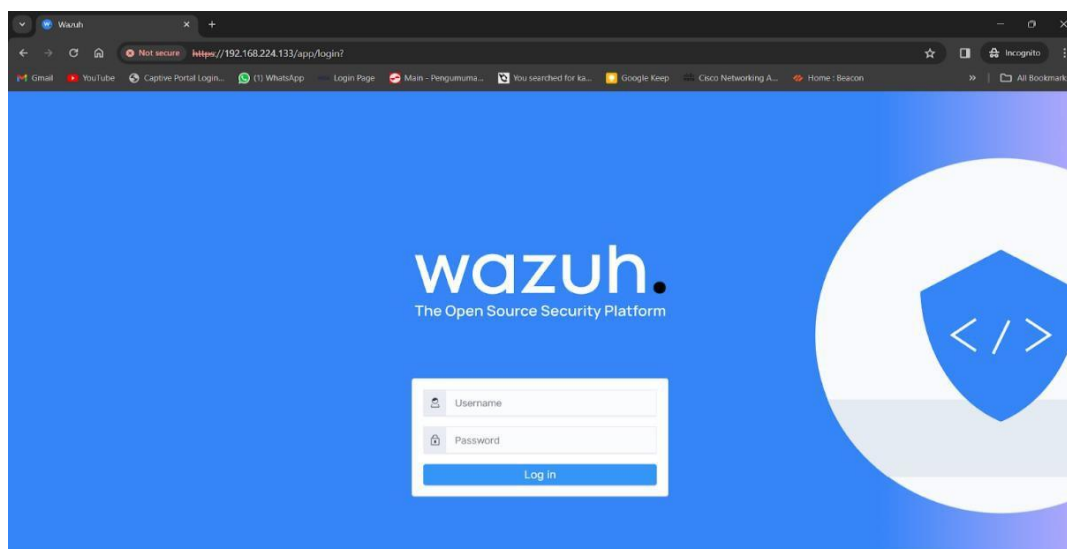 Wazuh
Not secure https://192.168.224.133/app/login?
Incognito
Gmail YouTube Captive Portal Login... (1) WhatsApp Login Page Main - Pengumuma... You searched for ka... Google Keep Cisco Networking A... Home : Beacon » All Bookmark
wazuh.
The Open Source Security Platform
</>
Username
Password
Log in